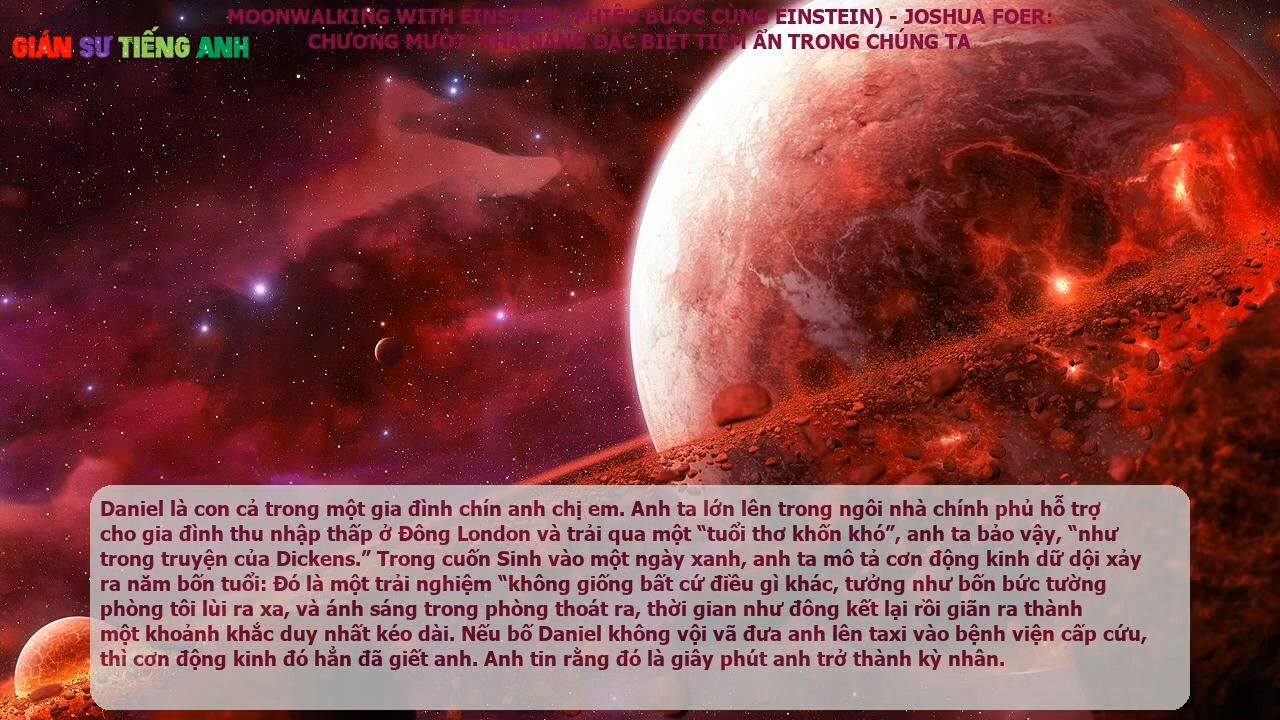 MOONWALKING WITH EINSTEIN (PHIÊU BƯỚC CÙNG EINSTEIN) - JOSHUA FOER:
GIÁN SƯ TIẾNG ANH
CHƯƠNG MƯỜI: KHẢ NĂNG ĐẶC BIỆT TIỀM ẨN TRONG CHÚNG TA
Daniel là con cả trong một gia đình chín anh chị em. Anh ta lớn lên trong ngôi nhà chính phủ hỗ trợ
cho gia đình thu nhập thấp ở Đông London và trải qua một “tuổi thơ khốn khó”, anh ta bảo vậy, “như
trong truyện của Dickens.” Trong cuốn Sinh vào một ngày xanh, anh ta mô tả cơn động kinh dữ dội xảy
ra năm bốn tuổi: Đó là một trải nghiệm “không giống bất cứ điều gì khác, tưởng như bốn bức tường
phòng tôi lùi ra xa, và ánh sáng trong phòng thoát ra, thời gian như đông kết lại rồi giãn ra thành
một khoảnh khắc duy nhất kéo dài. Nếu bố Daniel không vội vã đưa anh lên taxi vào bệnh viện cấp cứu,
thì cơn động kinh đó hẳn đã giết anh. Anh tin rằng đó là giây phút anh trở thành kỳ nhân.